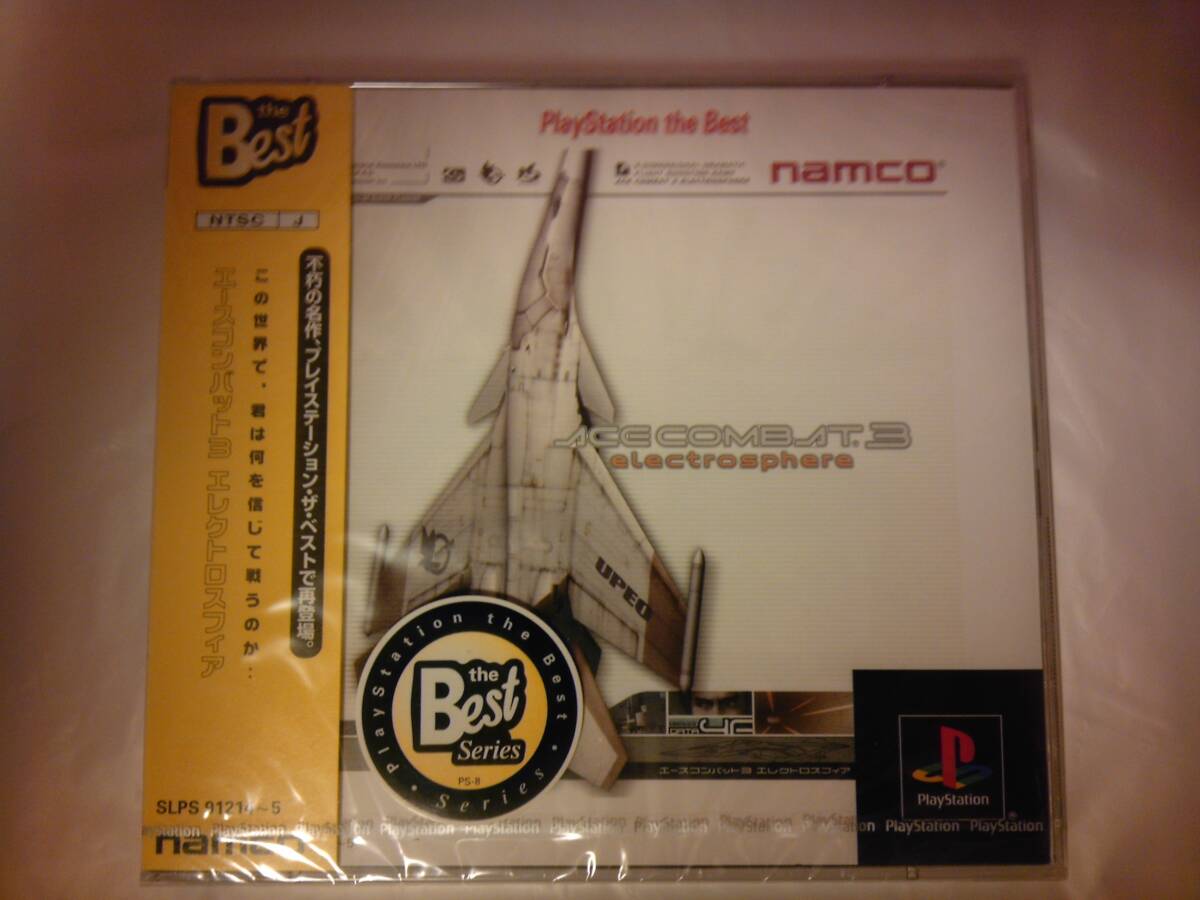 the
Best
NTSC J
不朽の名作、プレイステーション・ザ・ベストで再登場。
この世界で、君は何を信じて戦うのか…
エースコンバット3 エレクトロスフィア
SLPS 91214~5
namco
PlayStation the Best
namco
ACE COMBAT.3
electrosphere
UPEO
PlayStation the Best
the
Best
Series
PS-8
Series
エースコンバット3 エレクトロスフィア
PlayStation
PlayStation PlayStation PlayStation PlayStation PlayStation PlayStation PlayStation PlayStation